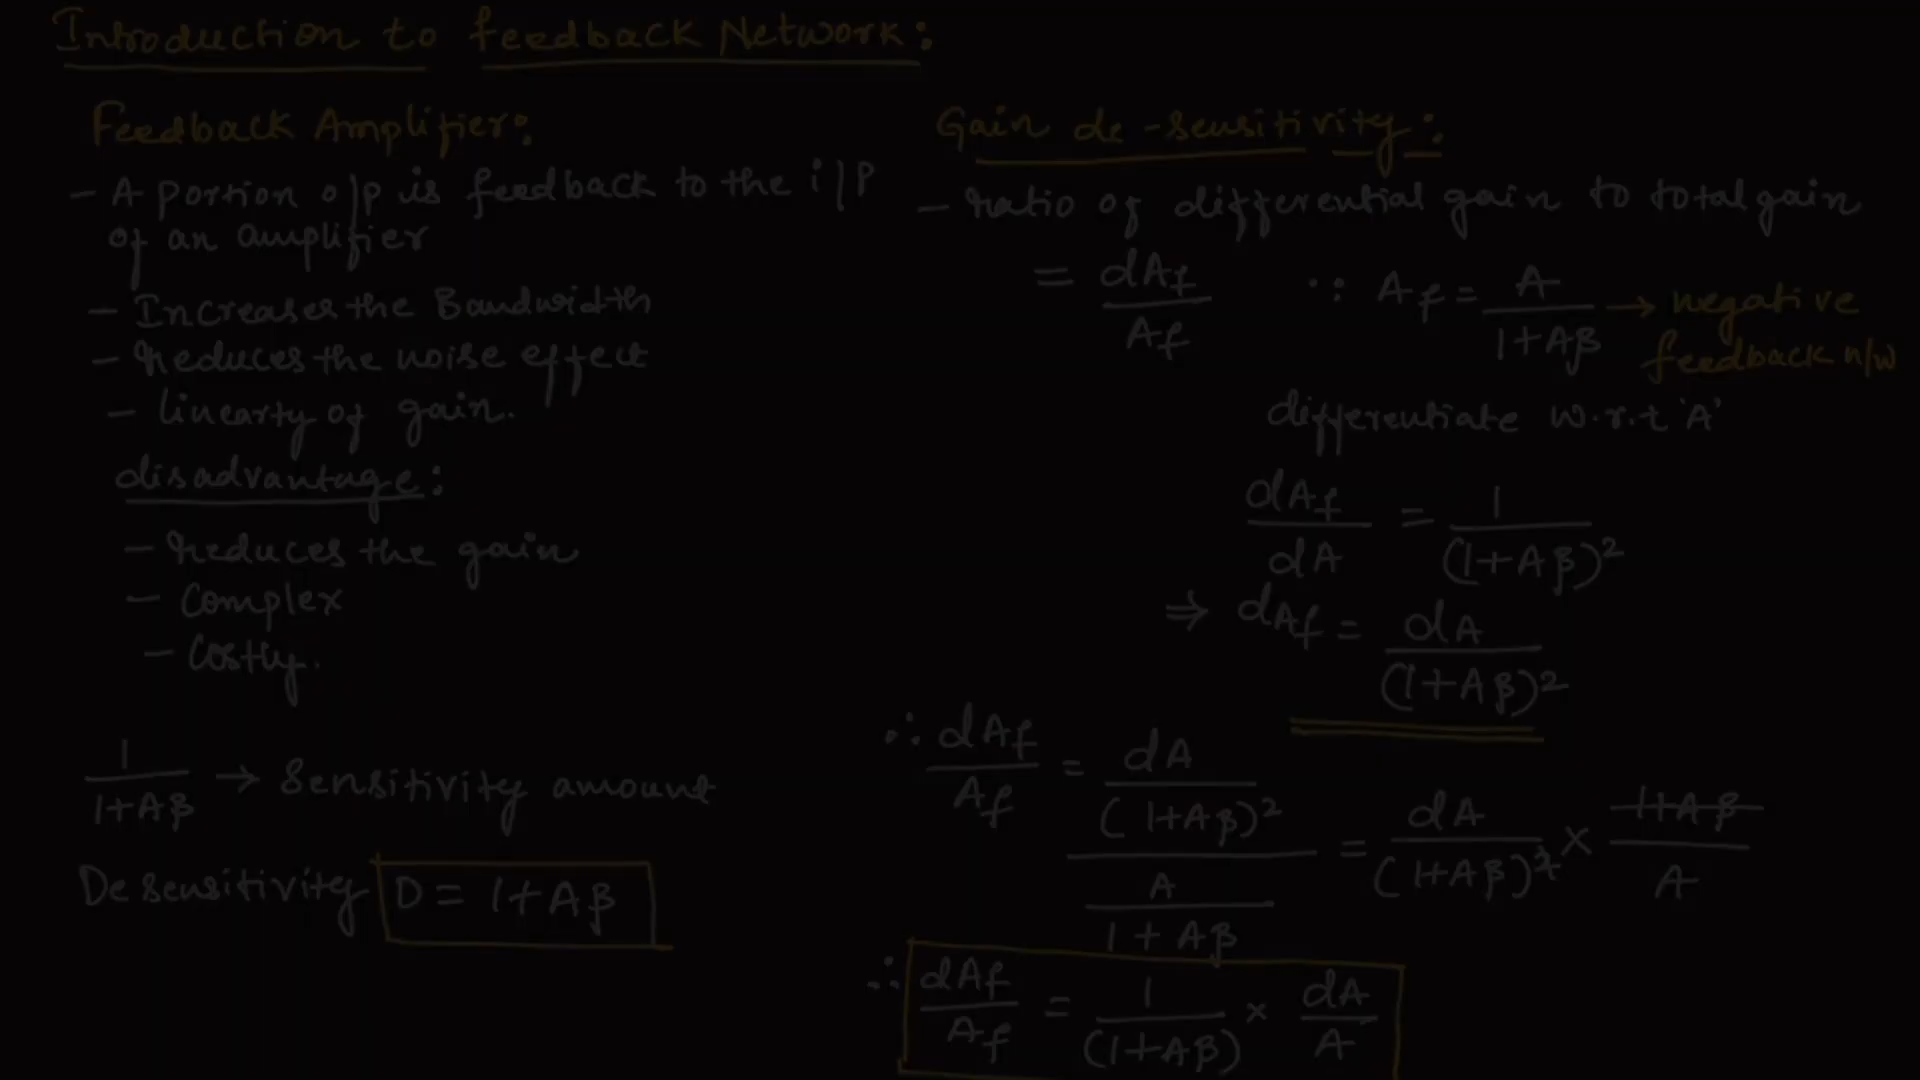 Introduction to feedback Network:
Feedback Amplifier:
- A portion o/p is feedback to the i/p
of an amplifier
- Increases the Bandwidth
- reduces the noise effect
- linearty of gain.
disadvantage:
- reduces the gain
- Complex
- Costly.
1/(1+Aβ) → Sensitivity amount
Desensitivity D = 1+Aβ
Gain de-sensitivity:
- ratio of differential gain to total gain
= dAf/Af ∵ Af = A/(1+Aβ) → negative
feedback n/w
differentiate w.r.t 'A'
dAf/dA = 1/(1+Aβ)²
⇒ dAf = dA/(1+Aβ)²
∴ dAf/Af = (dA/(1+Aβ)²)/(A/(1+Aβ)) = dA/(1+Aβ)² × (1+Aβ)/A
∴ dAf/Af = 1/(1+Aβ) × dA/A